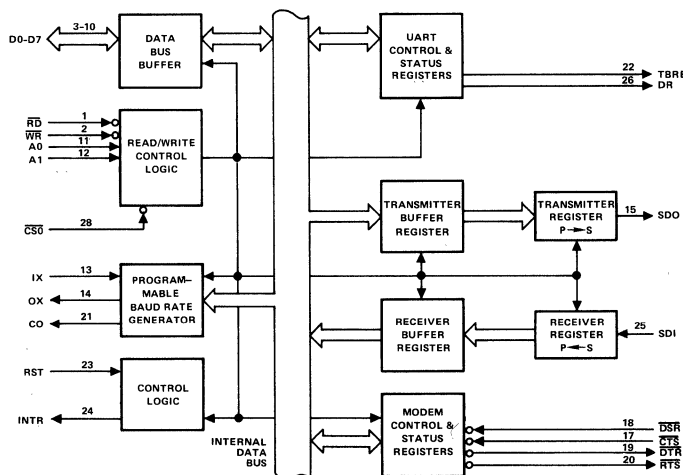 D0-D7
3-10
DATA
BUS
BUFFER
UART
CONTROL &
STATUS
REGISTERS
22
TBRE
26
DR
RD
1
WR
2
A0
11
A1
12
READ/WRITE
CONTROL
LOGIC
CS0
28
TRANSMITTER
BUFFER
REGISTER
TRANSMITTER
REGISTER
P → S
15
SDO
IX
13
OX
14
CO
21
PROGRAM–
MABLE
BAUD RATE
GENERATOR
RECEIVER
BUFFER
REGISTER
RECEIVER
REGISTER
P ← S
25
SDI
RST
23
INTR
24
CONTROL
LOGIC
INTERNAL
DATA
BUS
MODEM
CONTROL &
STATUS
REGISTERS
18
DSR
17
CTS
19
DTR
20
RTS